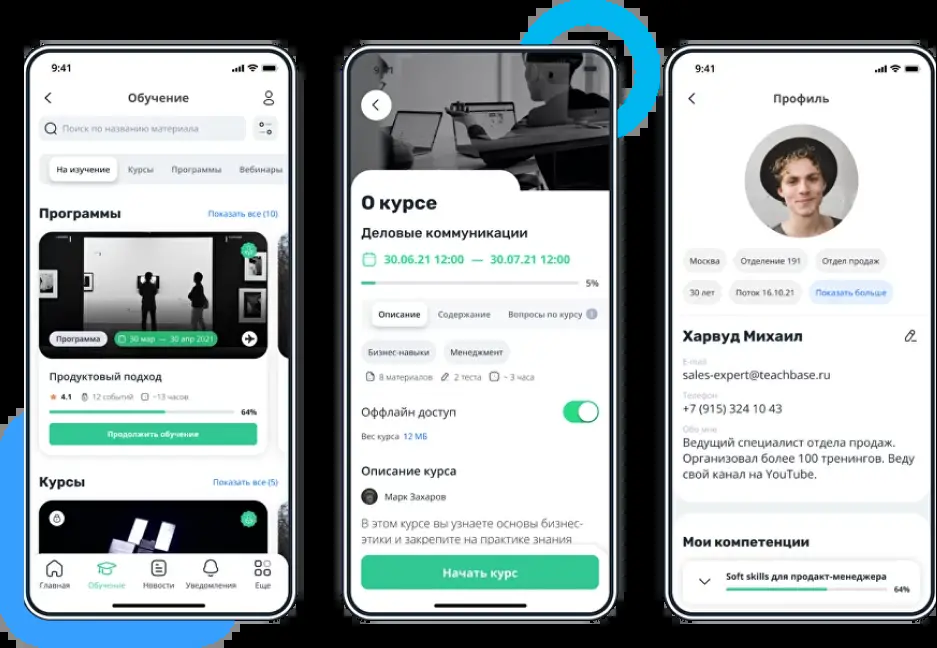 9:41
Обучение
Поиск по названию материала
На изучение Курсы Программы Вебинары
Программы Показать все (10)
Программа 30 мар — 30 апр 2021
Продуктовый подход
4.1 12 событий ~13 часов
64%
Продолжить обучение
Курсы Показать все (5)
Главная Обучение Новости Уведомления Еще
9:41
О курсе
Деловые коммуникации
30.06.21 12:00 — 30.07.21 12:00
5%
Описание Содержание Вопросы по курсу
Бизнес-навыки Менеджмент
8 материалов 2 теста ~ 3 часа
Оффлайн доступ
Вес курса 12 МБ
Описание курса
Марк Захаров
В этом курсе вы узнаете основы бизнес-
этики и закрепите на практике знания
Начать курс
9:41
Профиль
Москва Отделение 191 Отдел продаж
30 лет Поток 16.10.21 Показать больше
Харвуд Михаил
E-mail
sales-expert@teachbase.ru
Телефон
+7 (915) 324 10 43
Обо мне
Ведущий специалист отдела продаж.
Организовал более 100 тренингов. Веду
свой канал на YouTube.
Мои компетенции
Soft skills для продакт-менеджера
64%